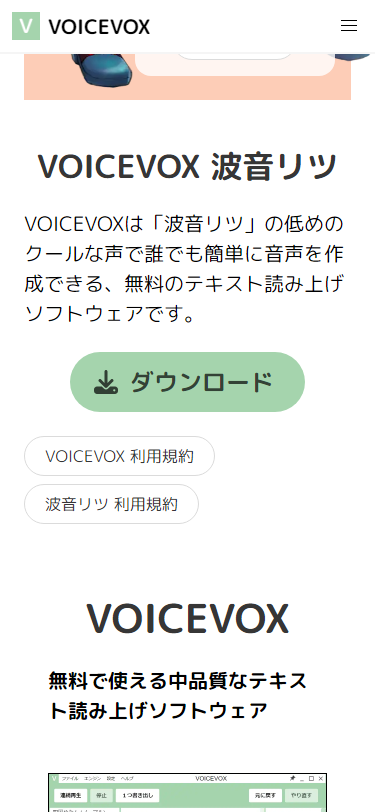 V VOICEVOX
VOICEVOX 波音リツ
VOICEVOXは「波音リツ」の低めの
クールな声で誰でも簡単に音声を作
成できる、無料のテキスト読み上げ
ソフトウェアです。
ダウンロード
VOICEVOX 利用規約
波音リツ 利用規約
VOICEVOX
無料で使える中品質なテキス
ト読み上げソフトウェア
V ファイル エンジン 設定 ヘルプ VOICEVOX
連続再生 停止 1つ書き出し 元に戻す やり直す